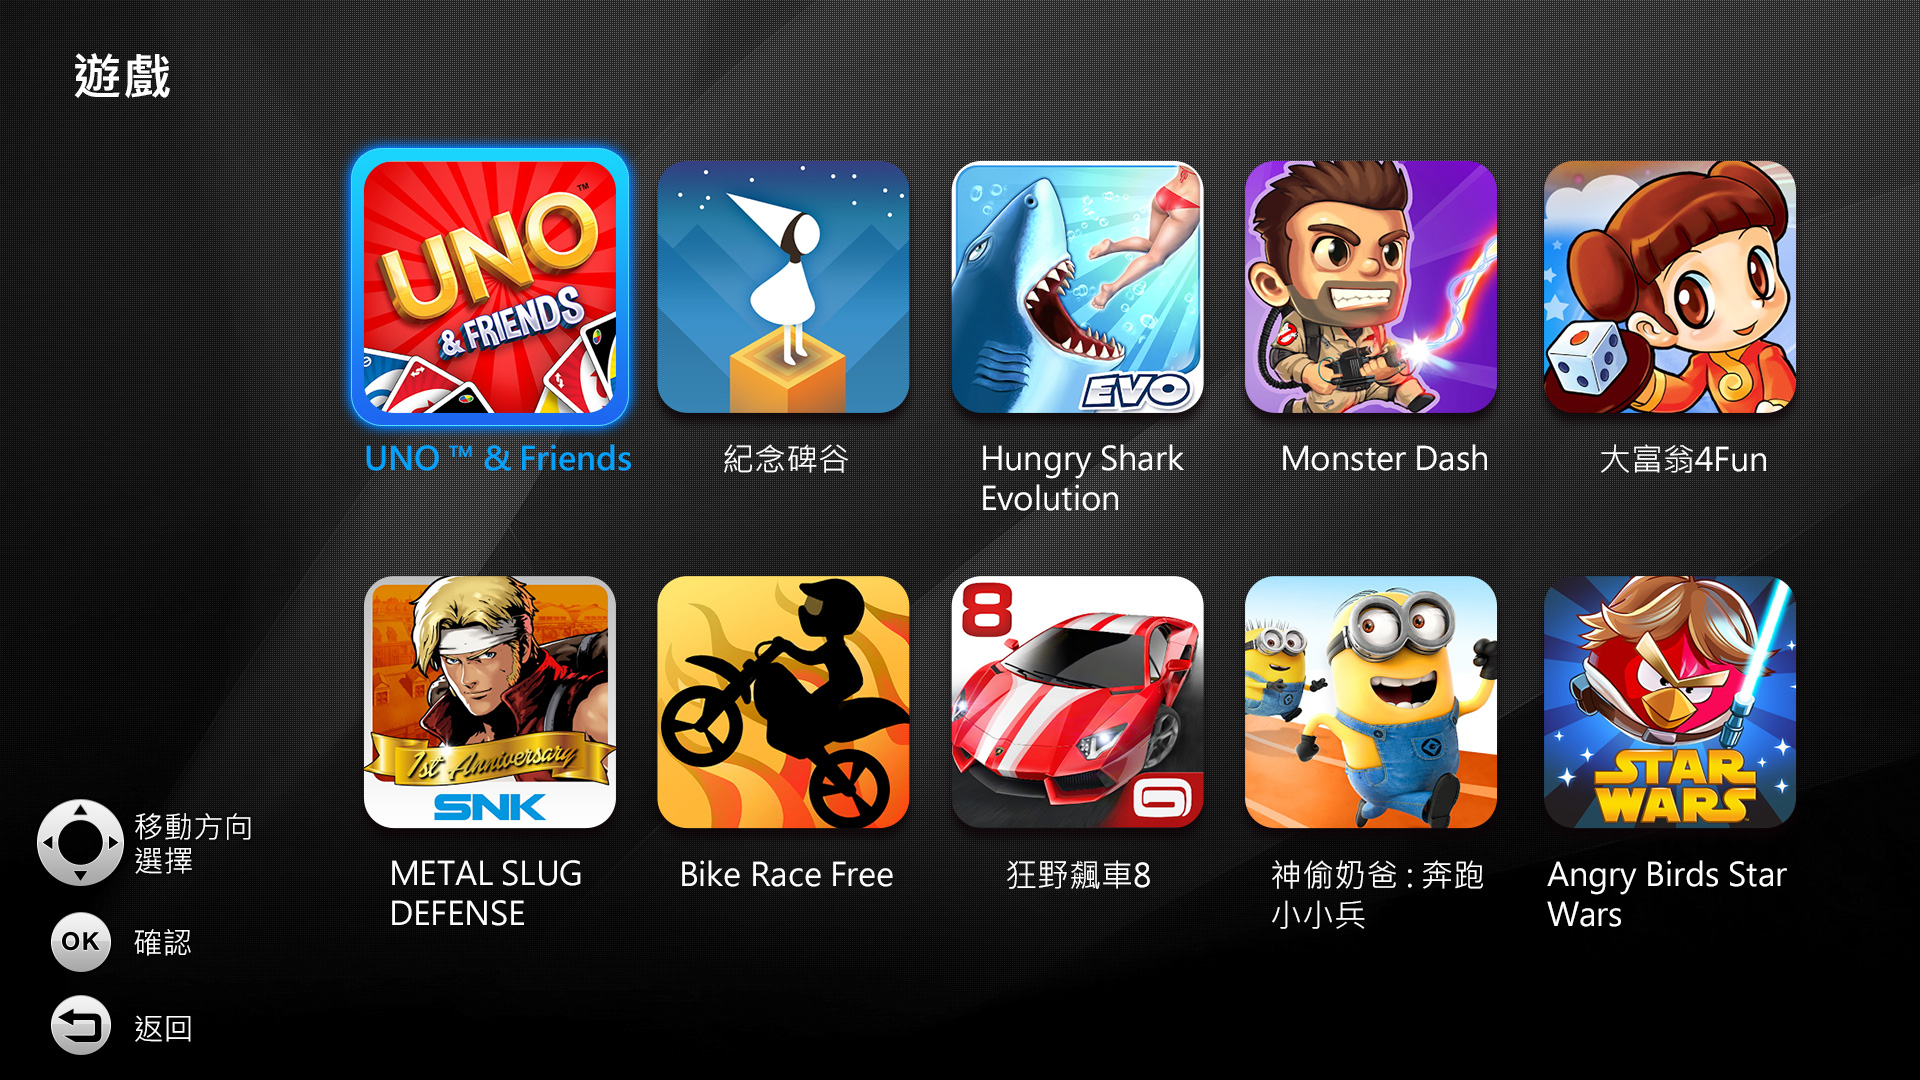 遊戲
UNO™
& FRIENDS
EVO
UNO ™ & Friends
紀念碑谷
Hungry Shark
Evolution
Monster Dash
大富翁4Fun
1st Anniversary
SNK
8
STAR
WARS
METAL SLUG
DEFENSE
Bike Race Free
狂野飆車8
神偷奶爸 : 奔跑
小小兵
Angry Birds Star
Wars
移動方向
選擇
OK
確認
返回